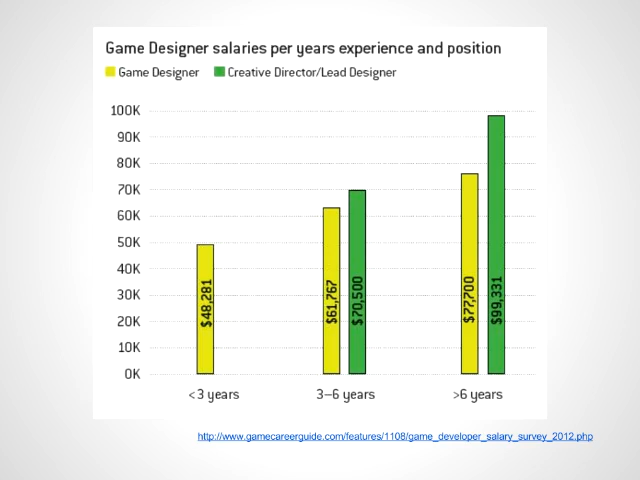 Game Designer salaries per years experience and position
Game Designer Creative Director/Lead Designer
100K
90K
80K
70K
60K
50K
40K
30K
20K
10K
0K
$48,281
$61,767
$70,500
$77,700
$99,331
<3 years 3–6 years >6 years
http://www.gamecareerguide.com/features/1108/game_developer_salary_survey_2012.php